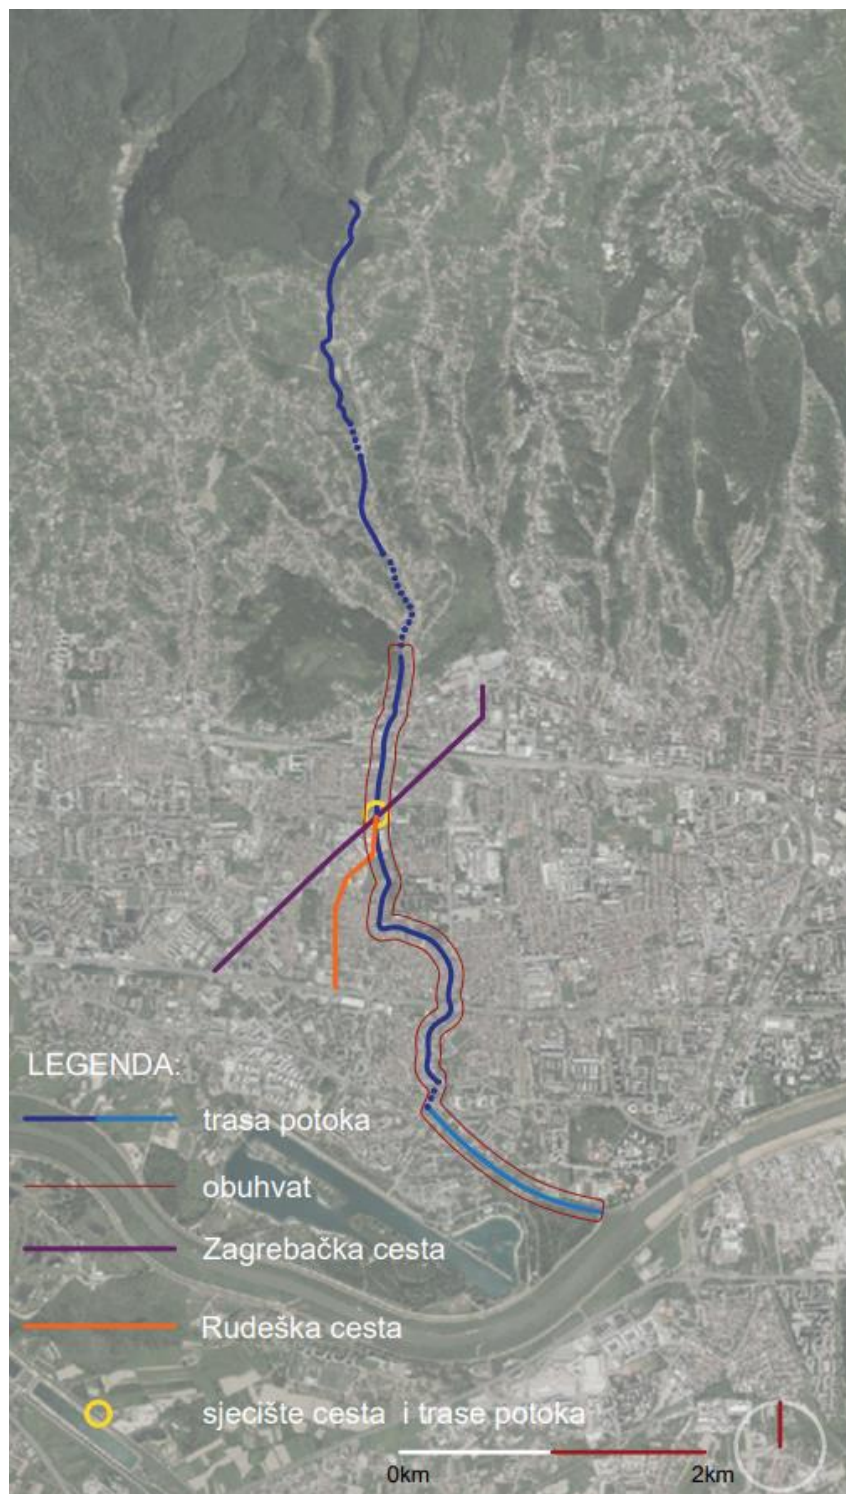 LEGENDA:
trasa potoka
obuhvat
Zagrebačka cesta
Rudeška cesta
sjecište cesta i trase potoka
0km 2km